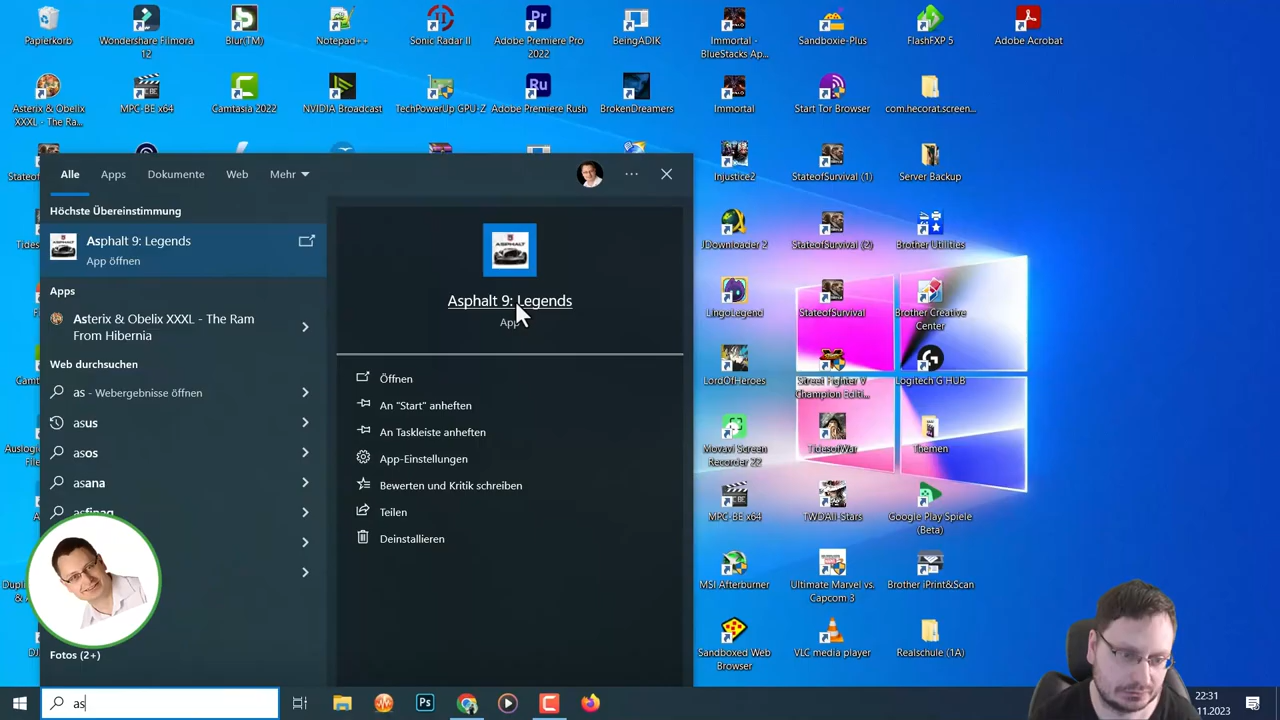 Papierkorb
Wondershare Filmora
12
Blur(TM)
Notepad++
Sonic Radar II
Adobe Premiere Pro
2022
BeingADIK
Immortal -
BlueStacks Ap...
Sandboxie-Plus
FlashFXP 5
Adobe Acrobat
Asterix & Obelix
XXXL - The Ra...
MPC-BE x64
Camtasia 2022
NVIDIA Broadcast
TechPowerUp GPU-Z
Adobe Premiere Rush
BrokenDreamers
Immortal
Start Tor Browser
com.hecorat.screen...
Injustice2
StateofSurvival (1)
Server Backup
JDownloader 2
StateofSurvival (2)
Brother Utilities
LingoLegend
StateofSurvival
Brother Creative
Center
LordOfHeroes
Street Fighter V
Champion Editi...
Logitech G HUB
Movavi Screen
Recorder 22
TidesofWar
Themen
MPC-BE x64
TWDAll-Stars
Google Play Spiele
(Beta)
MSI Afterburner
Ultimate Marvel vs.
Capcom 3
Brother iPrint&Scan
Sandboxed Web
Browser
VLC media player
Realschule (1A)
Alle Apps Dokumente Web Mehr
Höchste Übereinstimmung
Asphalt 9: Legends
App öffnen
Apps
Asterix & Obelix XXXL - The Ram
From Hibernia
Web durchsuchen
as - Webergebnisse öffnen
asus
asos
asana
Fotos (2+)
ASPHALT
Asphalt 9: Legends
App
Öffnen
An "Start" anheften
An Taskleiste anheften
App-Einstellungen
Bewerten und Kritik schreiben
Teilen
Deinstallieren
as
22:31
.11.2023